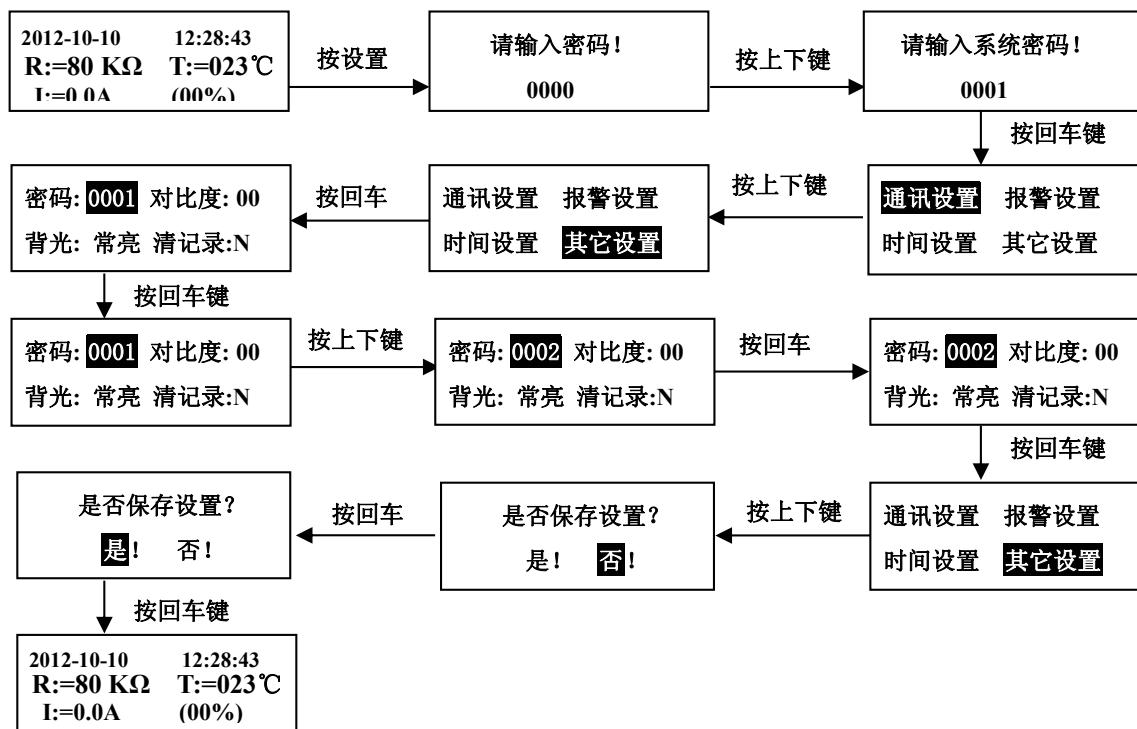 2012-10-10 12:28:43
R:=80 KΩ T:=023℃
I:=0.0A (00%)
按设置
请输入密码！
0000
按上下键
请输入系统密码！
0001
按回车键
通讯设置 报警设置
时间设置 其它设置
按上下键
通讯设置 报警设置
时间设置 其它设置
按回车
密码: 0001 对比度: 00
背光: 常亮 清记录:N
按回车键
密码: 0001 对比度: 00
背光: 常亮 清记录:N
按上下键
密码: 0002 对比度: 00
背光: 常亮 清记录:N
按回车
密码: 0002 对比度: 00
背光: 常亮 清记录:N
按回车键
通讯设置 报警设置
时间设置 其它设置
按上下键
是否保存设置？
是！ 否！
按回车
是否保存设置？
是！ 否！
按回车键
2012-10-10 12:28:43
R:=80 KΩ T:=023℃
I:=0.0A (00%)